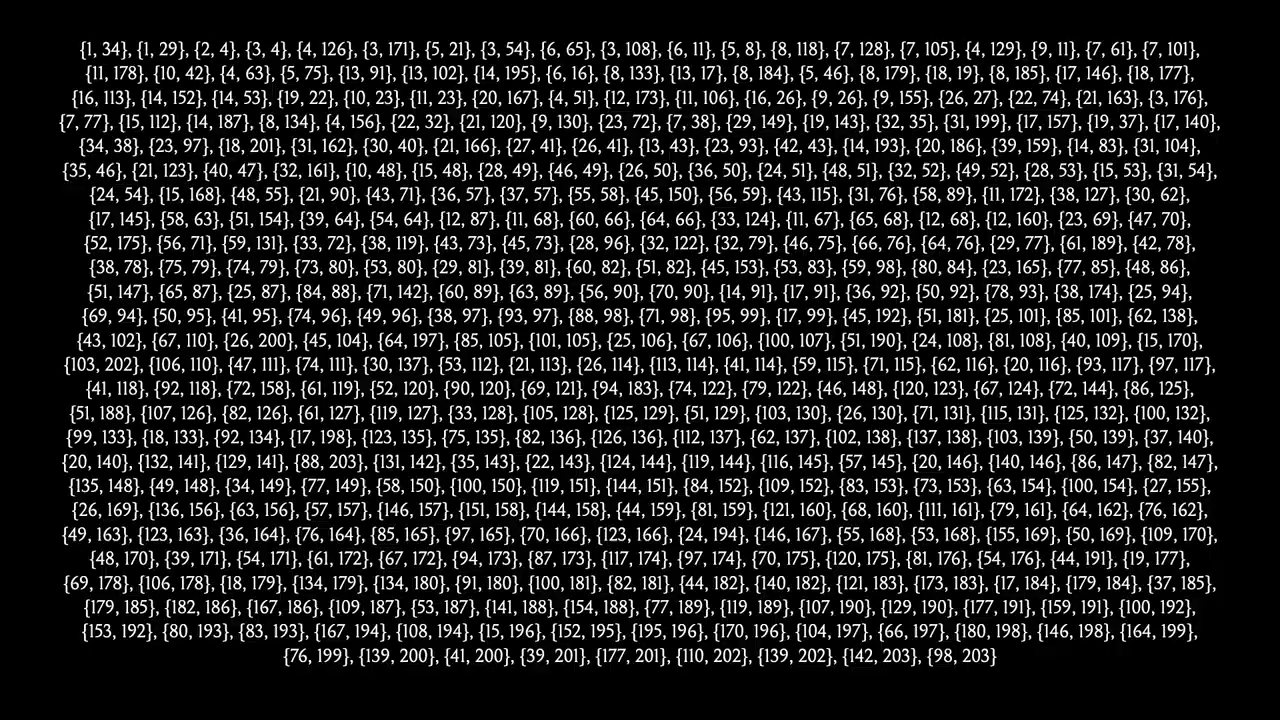 {1, 34}, {1, 29}, {2, 4}, {3, 4}, {4, 126}, {3, 171}, {5, 21}, {3, 54}, {6, 65}, {3, 108}, {6, 11}, {5, 8}, {8, 118}, {7, 128}, {7, 105}, {4, 129}, {9, 11}, {7, 61}, {7, 101},
{11, 178}, {10, 42}, {4, 63}, {5, 75}, {13, 91}, {13, 102}, {14, 195}, {6, 16}, {8, 133}, {13, 17}, {8, 184}, {5, 46}, {8, 179}, {18, 19}, {8, 185}, {17, 146}, {18, 177},
{16, 113}, {14, 152}, {14, 53}, {19, 22}, {10, 23}, {11, 23}, {20, 167}, {4, 51}, {12, 173}, {11, 106}, {16, 26}, {9, 26}, {9, 155}, {26, 27}, {22, 74}, {21, 163}, {3, 176},
{7, 77}, {15, 112}, {14, 187}, {8, 134}, {4, 156}, {22, 32}, {21, 120}, {9, 130}, {23, 72}, {7, 38}, {29, 149}, {19, 143}, {32, 35}, {31, 199}, {17, 157}, {19, 37}, {17, 140},
{34, 38}, {23, 97}, {18, 201}, {31, 162}, {30, 40}, {21, 166}, {27, 41}, {26, 41}, {13, 43}, {23, 93}, {42, 43}, {14, 193}, {20, 186}, {39, 159}, {14, 83}, {31, 104},
{35, 46}, {21, 123}, {40, 47}, {32, 161}, {10, 48}, {15, 48}, {28, 49}, {46, 49}, {26, 50}, {36, 50}, {24, 51}, {48, 51}, {32, 52}, {49, 52}, {28, 53}, {15, 53}, {31, 54},
{24, 54}, {15, 168}, {48, 55}, {21, 90}, {43, 71}, {36, 57}, {37, 57}, {55, 58}, {45, 150}, {56, 59}, {43, 115}, {31, 76}, {58, 89}, {11, 172}, {38, 127}, {30, 62},
{17, 145}, {58, 63}, {51, 154}, {39, 64}, {54, 64}, {12, 87}, {11, 68}, {60, 66}, {64, 66}, {33, 124}, {11, 67}, {65, 68}, {12, 68}, {12, 160}, {23, 69}, {47, 70},
{52, 175}, {56, 71}, {59, 131}, {33, 72}, {38, 119}, {43, 73}, {45, 73}, {28, 96}, {32, 122}, {32, 79}, {46, 75}, {66, 76}, {64, 76}, {29, 77}, {61, 189}, {42, 78},
{38, 78}, {75, 79}, {74, 79}, {73, 80}, {53, 80}, {29, 81}, {39, 81}, {60, 82}, {51, 82}, {45, 153}, {53, 83}, {59, 98}, {80, 84}, {23, 165}, {77, 85}, {48, 86},
{51, 147}, {65, 87}, {25, 87}, {84, 88}, {71, 142}, {60, 89}, {63, 89}, {56, 90}, {70, 90}, {14, 91}, {17, 91}, {36, 92}, {50, 92}, {78, 93}, {38, 174}, {25, 94},
{69, 94}, {50, 95}, {41, 95}, {74, 96}, {49, 96}, {38, 97}, {93, 97}, {88, 98}, {71, 98}, {95, 99}, {17, 99}, {45, 192}, {51, 181}, {25, 101}, {85, 101}, {62, 138},
{43, 102}, {67, 110}, {26, 200}, {45, 104}, {64, 197}, {85, 105}, {101, 105}, {25, 106}, {67, 106}, {100, 107}, {51, 190}, {24, 108}, {81, 108}, {40, 109}, {15, 170},
{103, 202}, {106, 110}, {47, 111}, {74, 111}, {30, 137}, {53, 112}, {21, 113}, {26, 114}, {113, 114}, {41, 114}, {59, 115}, {71, 115}, {62, 116}, {20, 116}, {93, 117}, {97, 117},
{41, 118}, {92, 118}, {72, 158}, {61, 119}, {52, 120}, {90, 120}, {69, 121}, {94, 183}, {74, 122}, {79, 122}, {46, 148}, {120, 123}, {67, 124}, {72, 144}, {86, 125},
{51, 188}, {107, 126}, {82, 126}, {61, 127}, {119, 127}, {33, 128}, {105, 128}, {125, 129}, {51, 129}, {103, 130}, {26, 130}, {71, 131}, {115, 131}, {125, 132}, {100, 132},
{99, 133}, {18, 133}, {92, 134}, {17, 198}, {123, 135}, {75, 135}, {82, 136}, {126, 136}, {112, 137}, {62, 137}, {102, 138}, {137, 138}, {103, 139}, {50, 139}, {37, 140},
{20, 140}, {132, 141}, {129, 141}, {88, 203}, {131, 142}, {35, 143}, {22, 143}, {124, 144}, {119, 144}, {116, 145}, {57, 145}, {20, 146}, {140, 146}, {86, 147}, {82, 147},
{135, 148}, {49, 148}, {34, 149}, {77, 149}, {58, 150}, {100, 150}, {119, 151}, {144, 151}, {84, 152}, {109, 152}, {83, 153}, {73, 153}, {63, 154}, {100, 154}, {27, 155},
{26, 169}, {136, 156}, {63, 156}, {57, 157}, {146, 157}, {151, 158}, {144, 158}, {44, 159}, {81, 159}, {121, 160}, {68, 160}, {111, 161}, {79, 161}, {64, 162}, {76, 162},
{49, 163}, {123, 163}, {36, 164}, {76, 164}, {85, 165}, {97, 165}, {70, 166}, {123, 166}, {24, 194}, {146, 167}, {55, 168}, {53, 168}, {155, 169}, {50, 169}, {109, 170},
{48, 170}, {39, 171}, {54, 171}, {61, 172}, {67, 172}, {94, 173}, {87, 173}, {117, 174}, {97, 174}, {70, 175}, {120, 175}, {81, 176}, {54, 176}, {44, 191}, {19, 177},
{69, 178}, {106, 178}, {18, 179}, {134, 179}, {134, 180}, {91, 180}, {100, 181}, {82, 181}, {44, 182}, {140, 182}, {121, 183}, {173, 183}, {17, 184}, {179, 184}, {37, 185},
{179, 185}, {182, 186}, {167, 186}, {109, 187}, {53, 187}, {141, 188}, {154, 188}, {77, 189}, {119, 189}, {107, 190}, {129, 190}, {177, 191}, {159, 191}, {100, 192},
{153, 192}, {80, 193}, {83, 193}, {167, 194}, {108, 194}, {15, 196}, {152, 195}, {195, 196}, {170, 196}, {104, 197}, {66, 197}, {180, 198}, {146, 198}, {164, 199},
{76, 199}, {139, 200}, {41, 200}, {39, 201}, {177, 201}, {110, 202}, {139, 202}, {142, 203}, {98, 203}